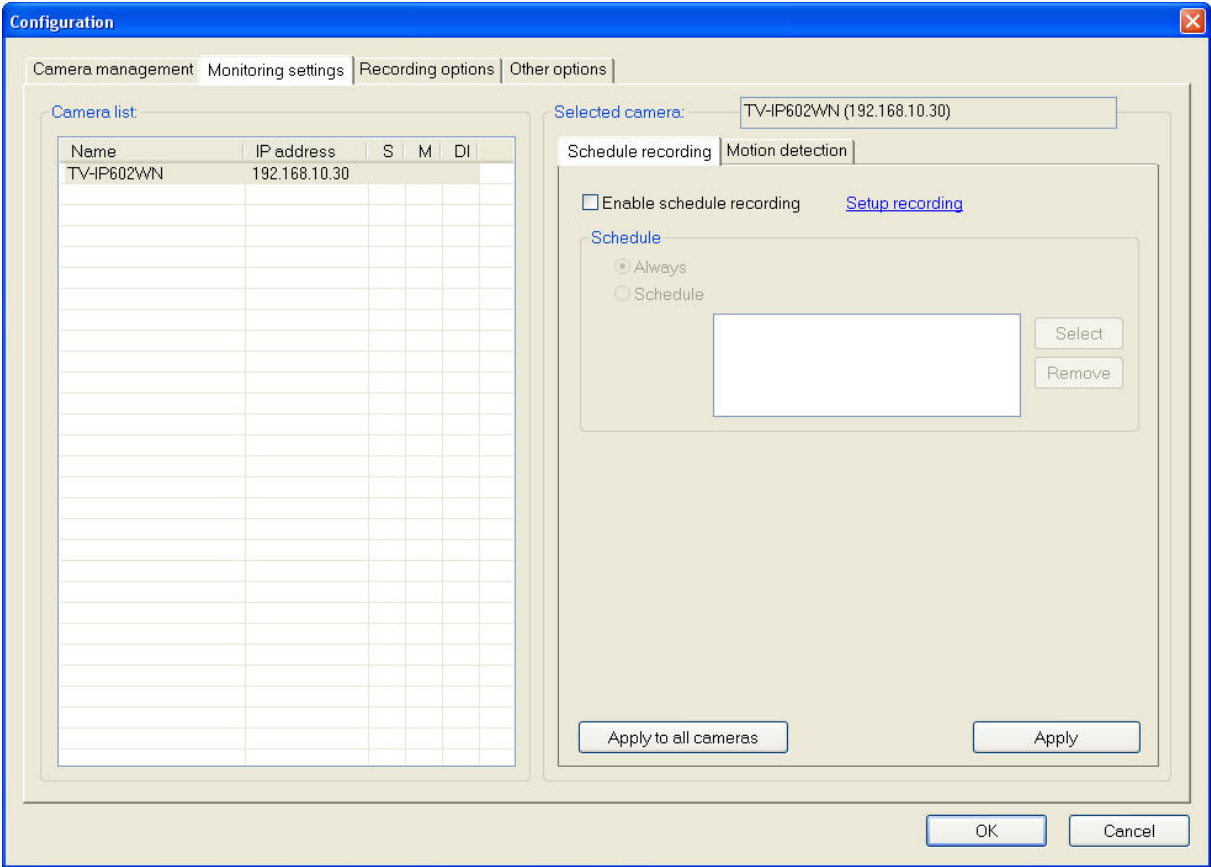 Configuration
Camera management Monitoring settings Recording options Other options
Camera list:
Name IP address S M DI
TV-IP602WN 192.168.10.30
Selected camera: TV-IP602WN (192.168.10.30)
Schedule recording Motion detection
Enable schedule recording Setup recording
Schedule
Always
Schedule
Select
Remove
Apply to all cameras Apply
OK Cancel